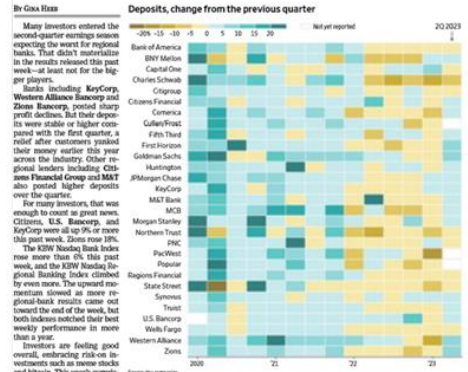 BY GINA HEEB
Many investors entered the
second-quarter earnings season
expecting the worst for regional
banks. That didn't materialize
in the results released this past
week—at least not for the big-
ger players.
Banks including KeyCorp,
Western Alliance Bancorp and
Zions Bancorp, posted sharp
profit declines. But their depos-
its were stable or higher com-
pared with the first quarter, a
relief after customers yanked
their money earlier this year
across the industry. Other re-
gional lenders including Citi-
zens Financial Group and M&T
also posted higher deposits
over the quarter.
For many investors, that was
enough to count as great news.
Citizens, U.S. Bancorp, and
KeyCorp were all up 9% or more
this past week. Zions rose 18%.
The KBW Nasdaq Bank Index
rose more than 6% this past
week, and the KBW Nasdaq Re-
gional Banking Index climbed
by even more. The upward mo-
mentum slowed as more re-
gional-bank results came out
toward the end of the week, but
both indexes notched their best
weekly performance in more
than a year.
Investors are feeling good
overall, embracing risk-on in-
vestments such as meme stocks
Deposits, change from the previous quarter
-20% -15 -10 -5 0 5 10 15 20
Not yet reported
2Q 2023
Bank of America
BNY Mellon
Capital One
Charles Schwab
Citigroup
Citizens Financial
Comerica
Cullen/Frost
Fifth Third
First Horizon
Goldman Sachs
Huntington
JPMorgan Chase
KeyCorp
M&T Bank
MCB
Morgan Stanley
Northern Trust
PNC
PacWest
Popular
Regions Financial
State Street
Synovus
Truist
U.S. Bancorp
Wells Fargo
Western Alliance
Zions
2020 '21 '22 '23